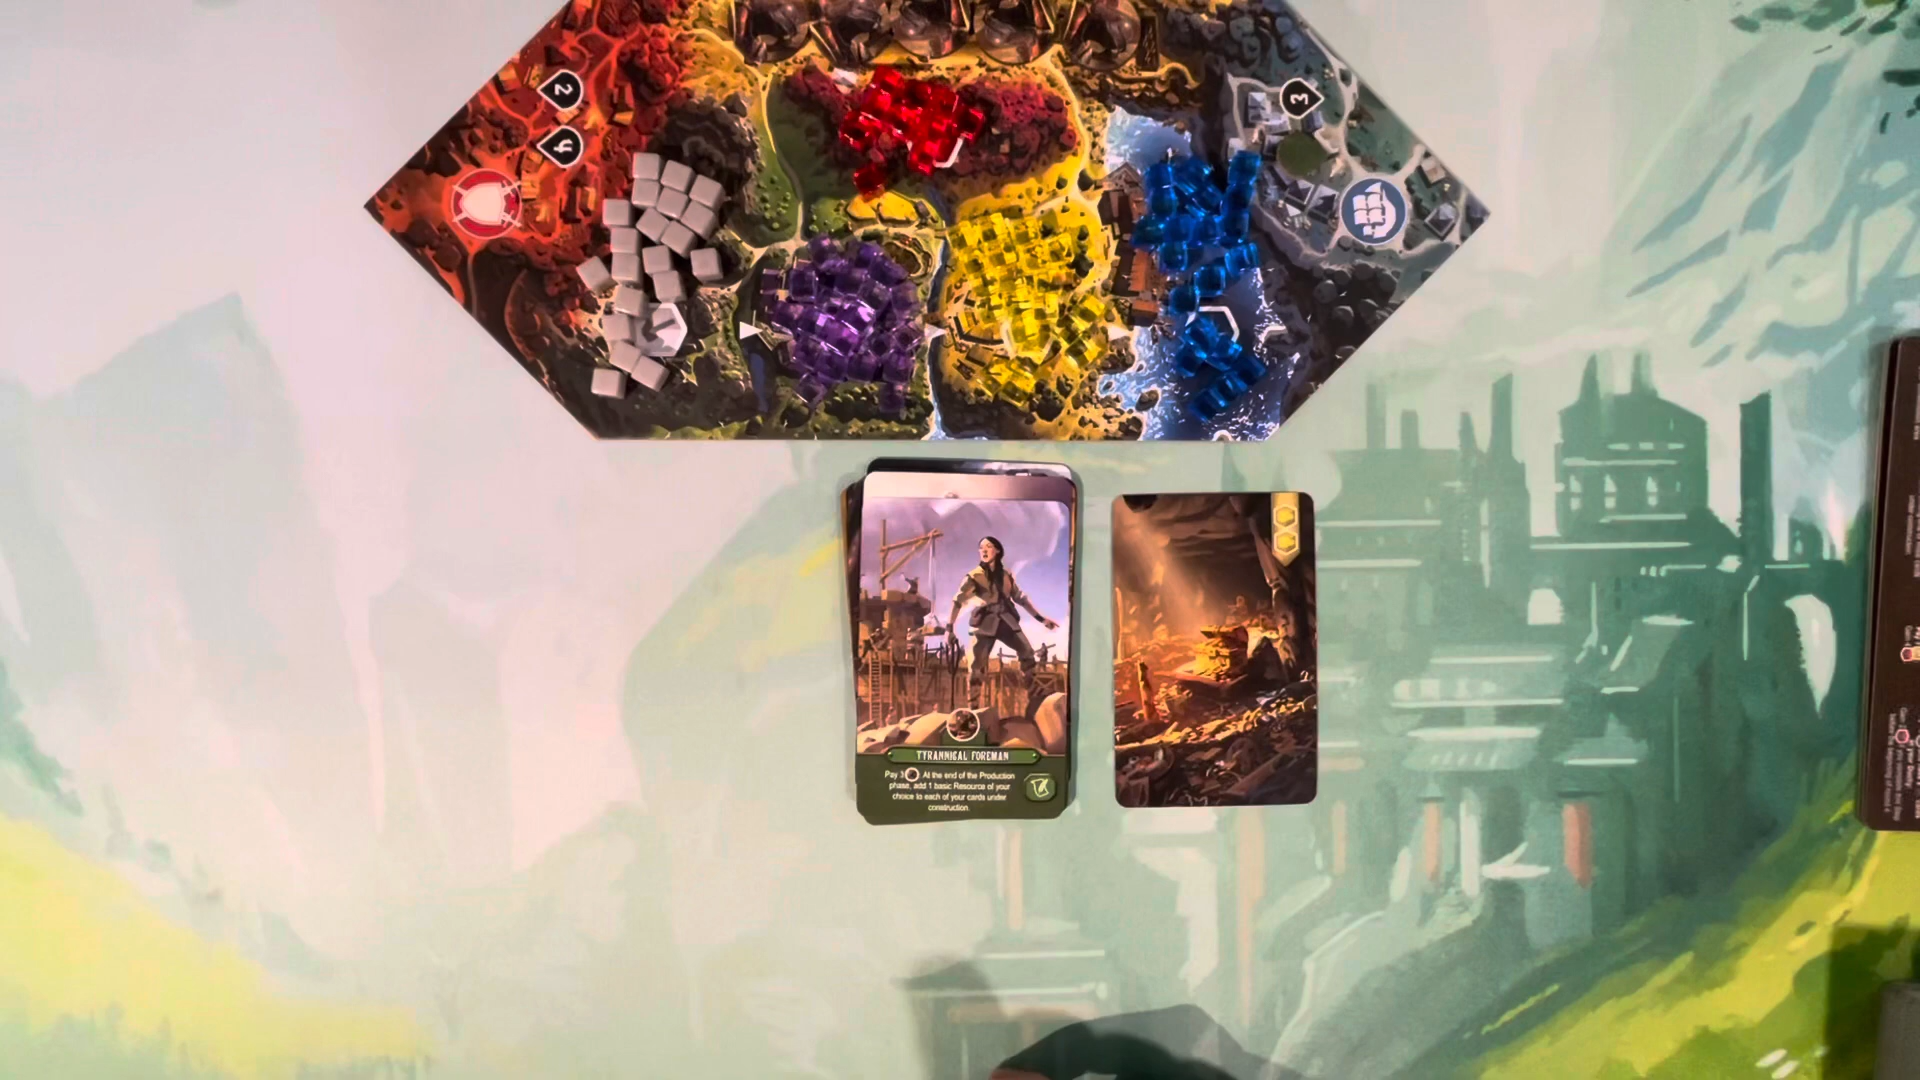 2
4
3
TYRANNICAL FOREMAN
Pay 3 . At the end of the Production
phase, add 1 basic Resource of your
choice to each of your cards under
construction.